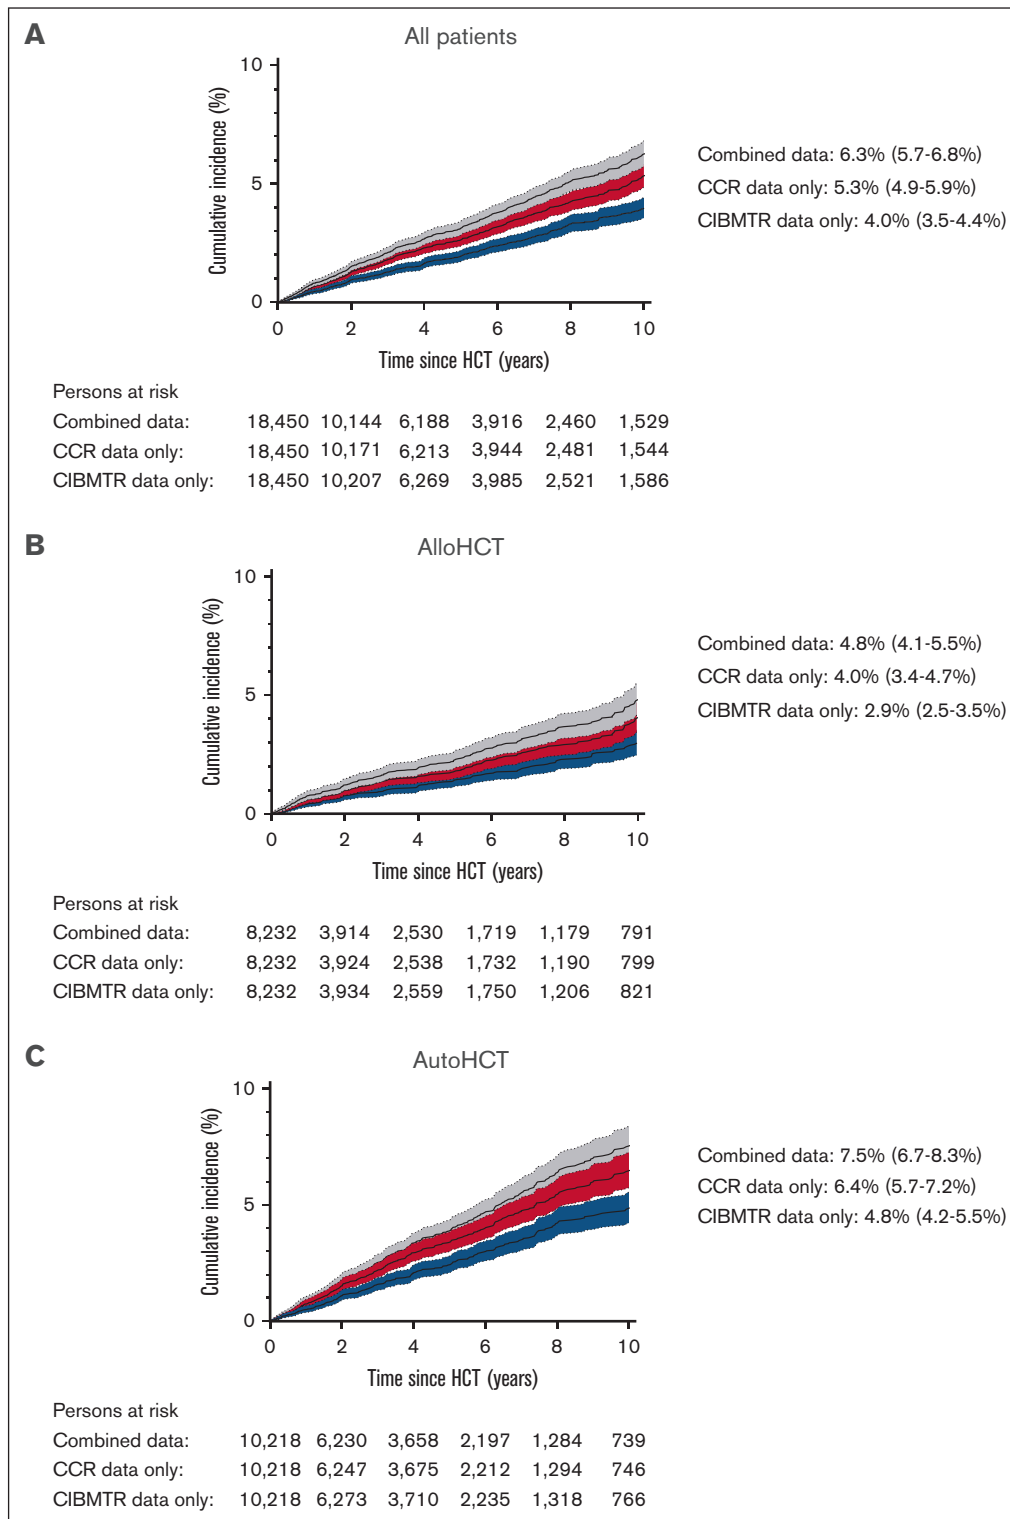 A
All patients
10
5
0
Cumulative incidence (%)
0 2 4 6 8 10
Time since HCT (years)
Combined data: 6.3% (5.7-6.8%)
CCR data only: 5.3% (4.9-5.9%)
CIBMTR data only: 4.0% (3.5-4.4%)
Persons at risk
Combined data: 18,450 10,144 6,188 3,916 2,460 1,529
CCR data only: 18,450 10,171 6,213 3,944 2,481 1,544
CIBMTR data only: 18,450 10,207 6,269 3,985 2,521 1,586
B
AlloHCT
10
5
0
Cumulative incidence (%)
0 2 4 6 8 10
Time since HCT (years)
Combined data: 4.8% (4.1-5.5%)
CCR data only: 4.0% (3.4-4.7%)
CIBMTR data only: 2.9% (2.5-3.5%)
Persons at risk
Combined data: 8,232 3,914 2,530 1,719 1,179 791
CCR data only: 8,232 3,924 2,538 1,732 1,190 799
CIBMTR data only: 8,232 3,934 2,559 1,750 1,206 821
C
AutoHCT
10
5
0
Cumulative incidence (%)
0 2 4 6 8 10
Time since HCT (years)
Combined data: 7.5% (6.7-8.3%)
CCR data only: 6.4% (5.7-7.2%)
CIBMTR data only: 4.8% (4.2-5.5%)
Persons at risk
Combined data: 10,218 6,230 3,658 2,197 1,284 739
CCR data only: 10,218 6,247 3,675 2,212 1,294 746
CIBMTR data only: 10,218 6,273 3,710 2,235 1,318 766